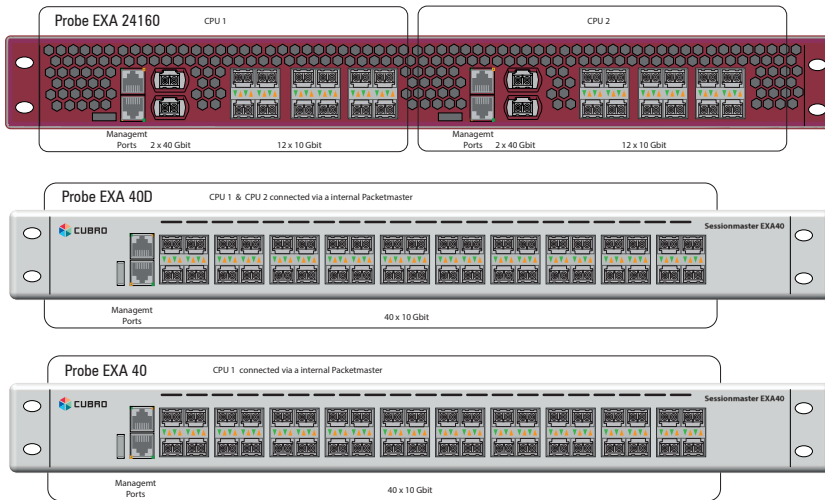 Probe EXA 24160
CPU 1
CPU 2
Managemt
Ports
2 x 40 Gbit
12 x 10 Gbit
Managemt
Ports
2 x 40 Gbit
12 x 10 Gbit
Probe EXA 40D
CPU 1 & CPU 2 connected via a internal Packetmaster
CUBRO
Sessionmaster EXA40
Managemt
Ports
40 x 10 Gbit
Probe EXA 40
CPU 1 connected via a internal Packetmaster
CUBRO
Sessionmaster EXA40
Managemt
Ports
40 x 10 Gbit